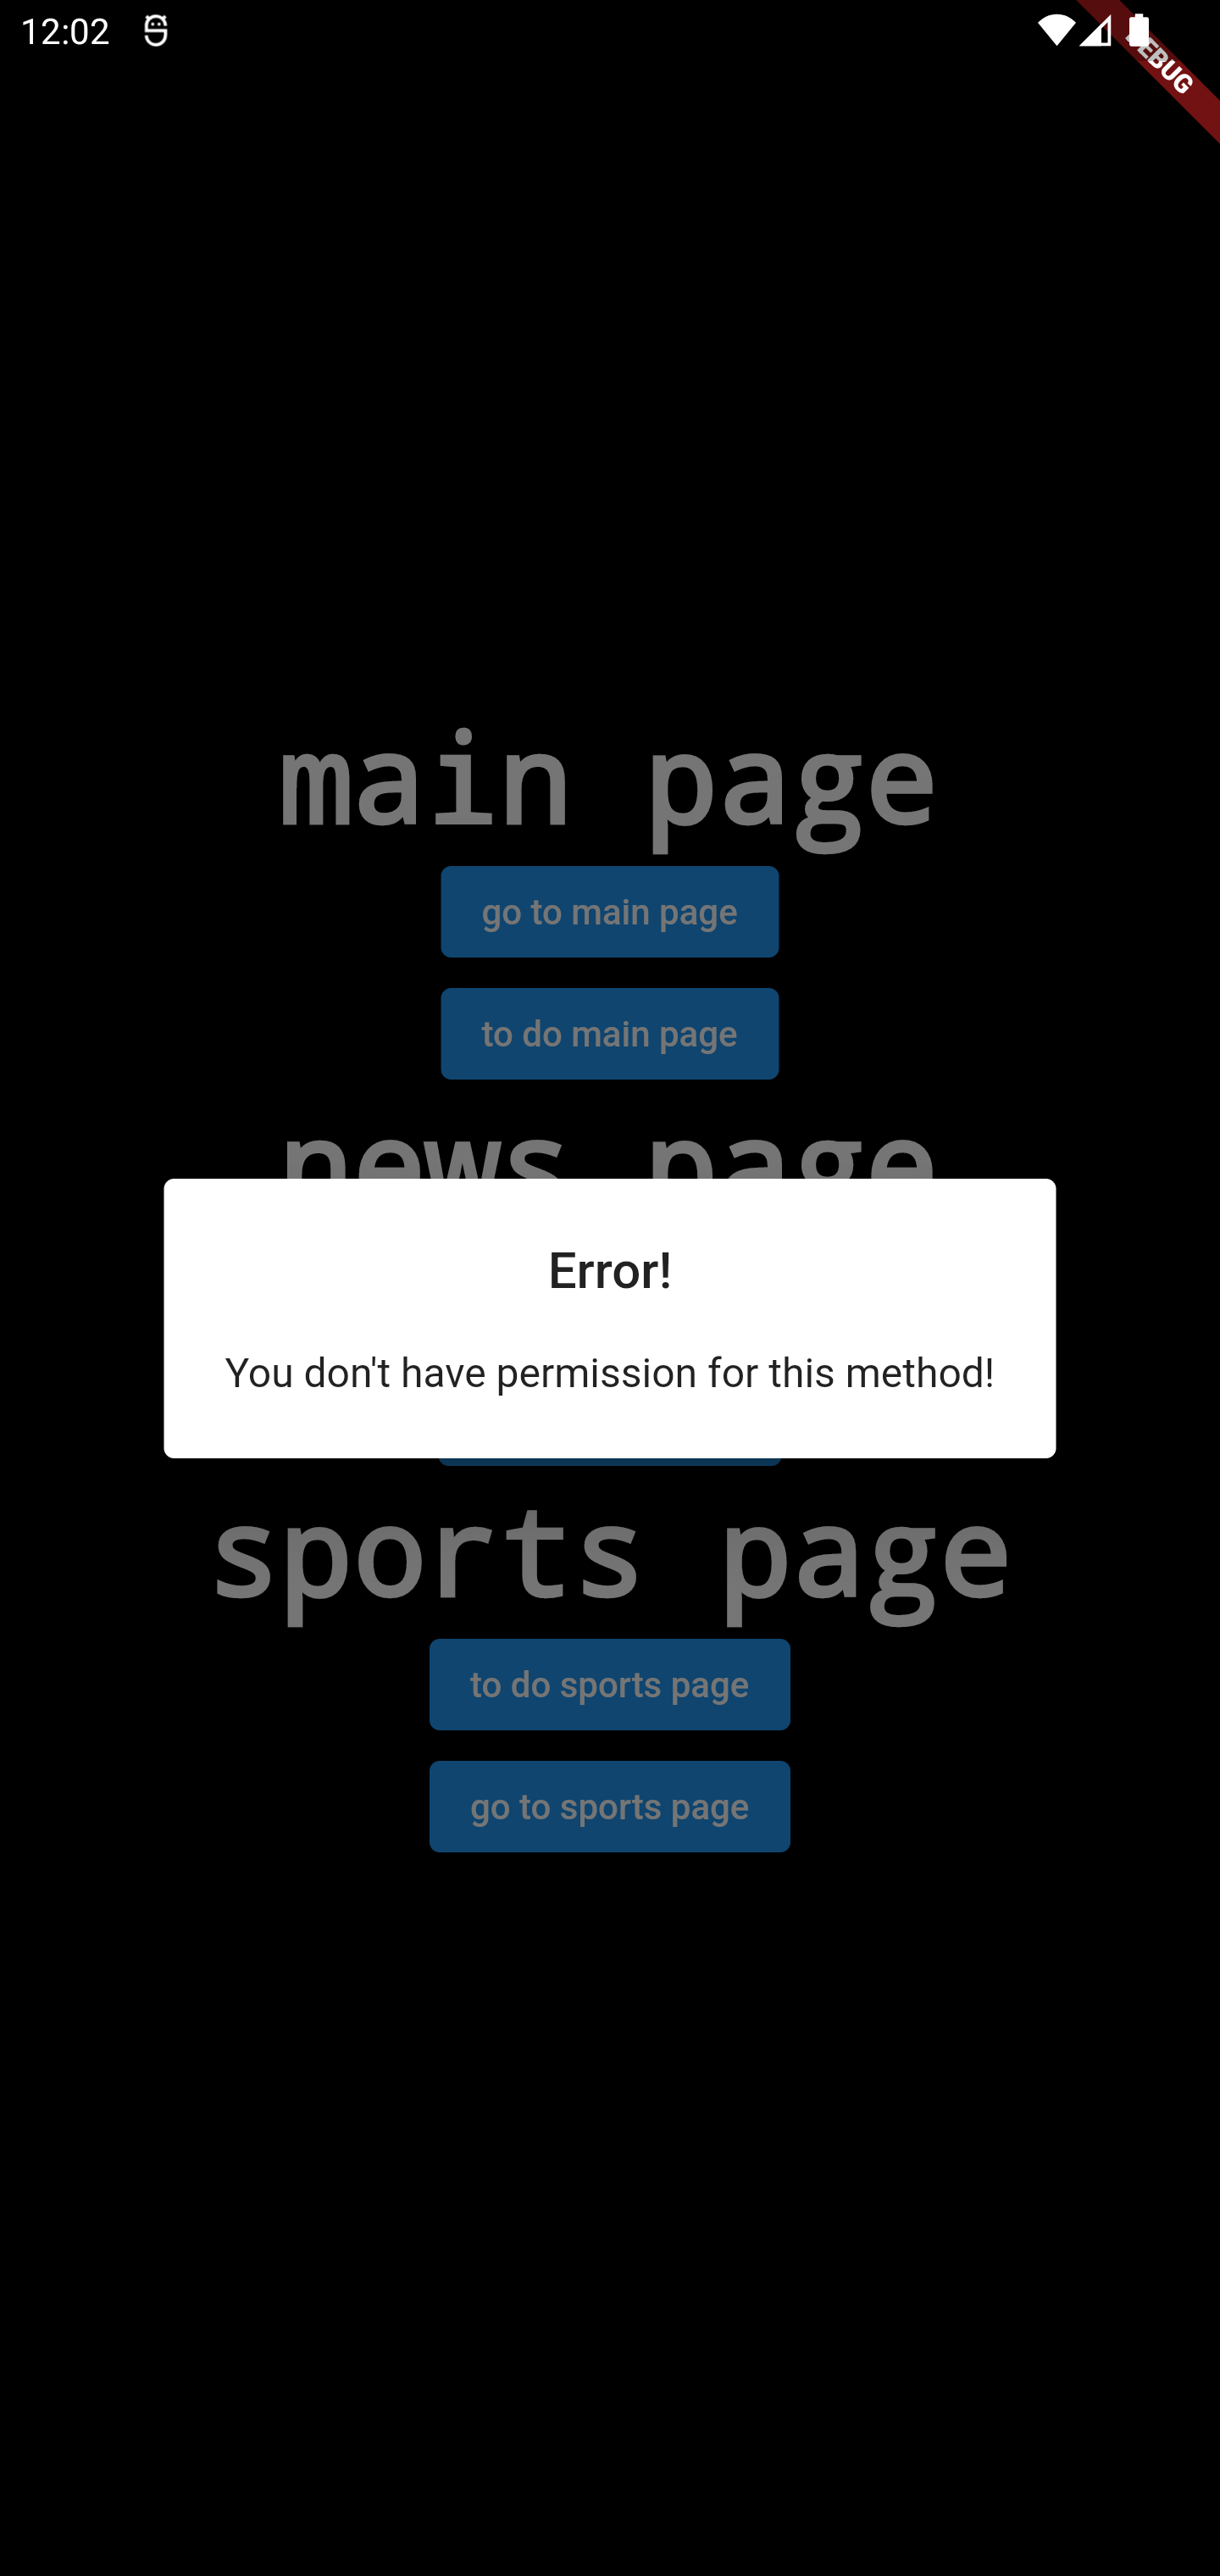 12:02
DEBUG
main page
go to main page
to do main page
news page
Error!
You don't have permission for this method!
sports page
to do sports page
go to sports page